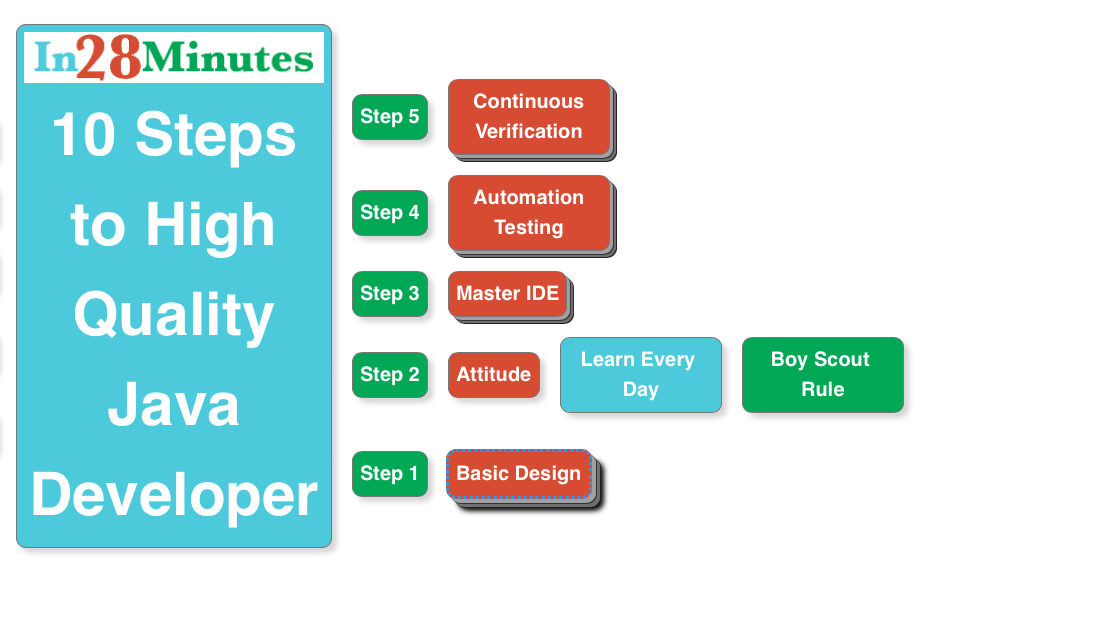 In28Minutes
10 Steps
to High
Quality
Java
Developer
Step 5
Continuous
Verification
Step 4
Automation
Testing
Step 3
Master IDE
Step 2
Attitude
Learn Every
Day
Boy Scout
Rule
Step 1
Basic Design